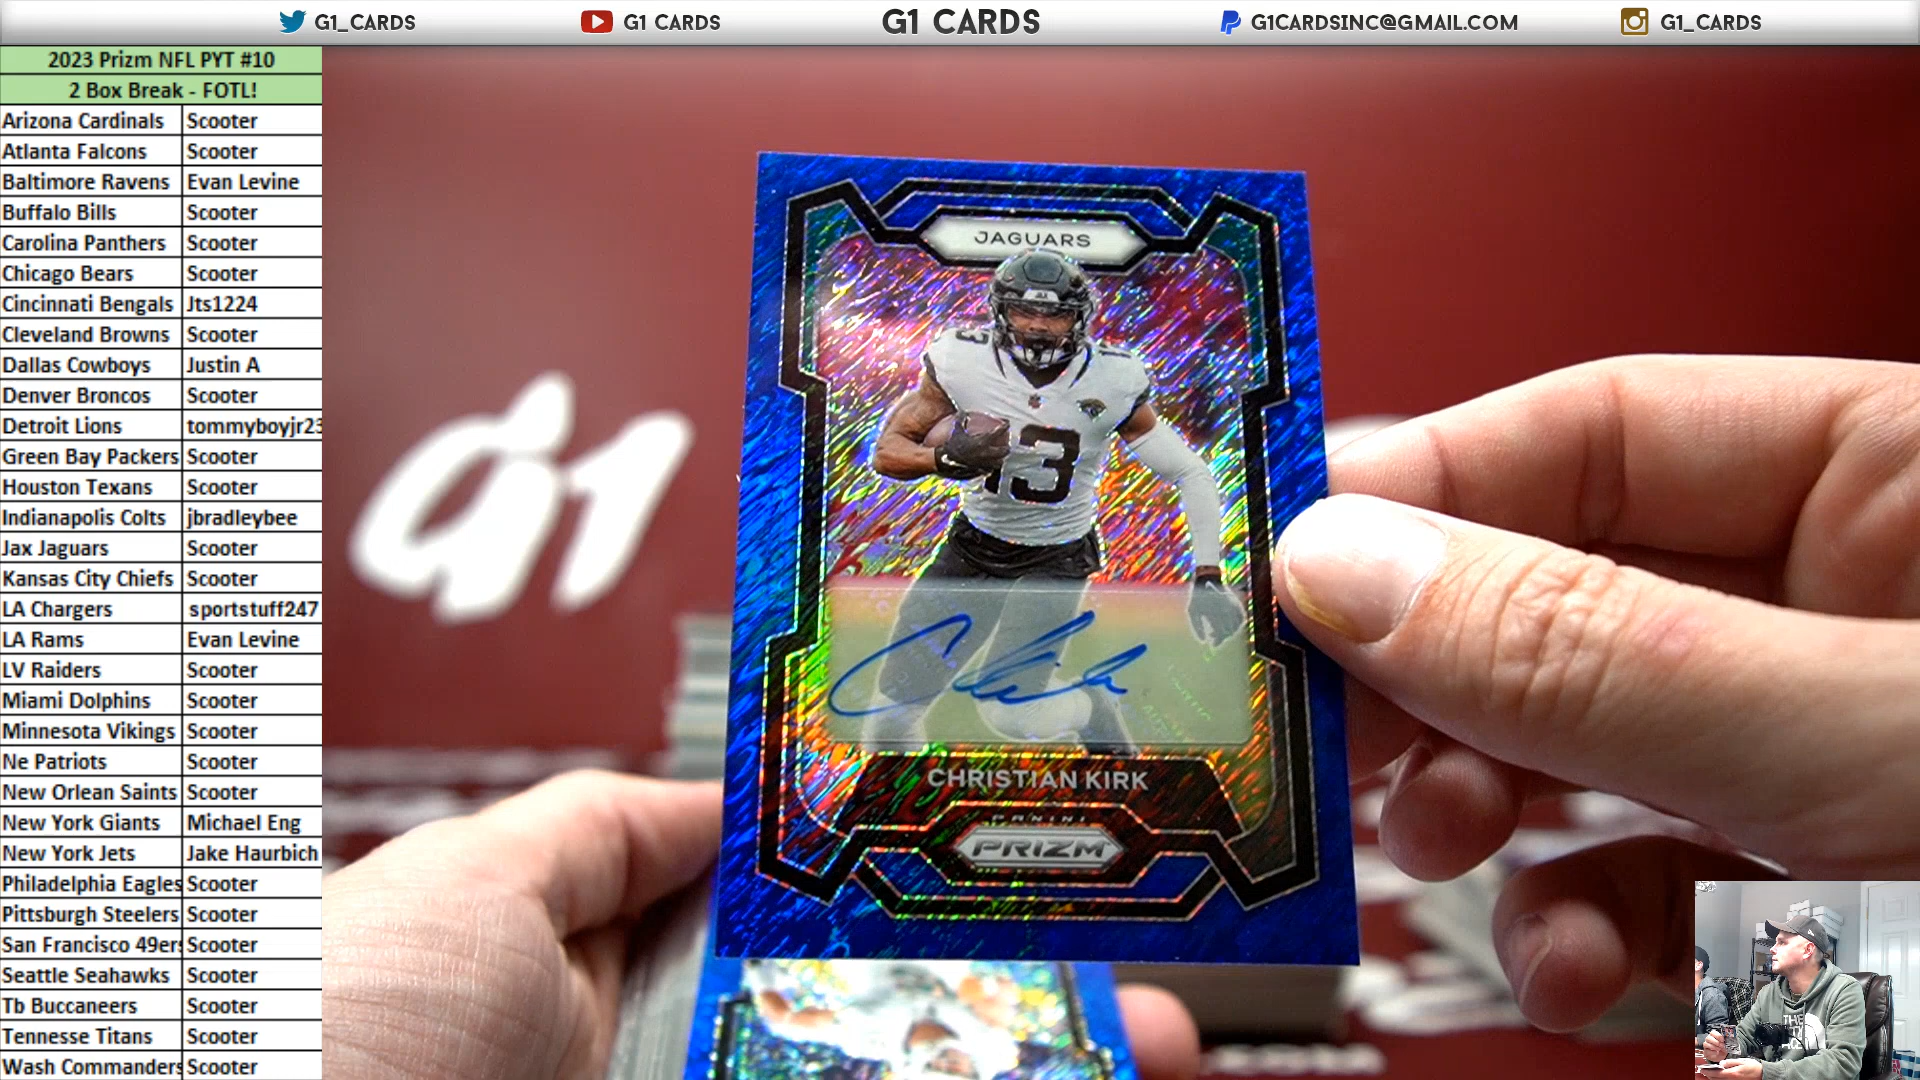 G1_CARDS
G1 CARDS
G1 CARDS
G1CARDSINC@GMAIL.COM
G1_CARDS
2023 Prizm NFL PYT #10
2 Box Break - FOTL!
Arizona Cardinals Scooter
Atlanta Falcons Scooter
Baltimore Ravens Evan Levine
Buffalo Bills Scooter
Carolina Panthers Scooter
Chicago Bears Scooter
Cincinnati Bengals Jts1224
Cleveland Browns Scooter
Dallas Cowboys Justin A
Denver Broncos Scooter
Detroit Lions tommyboyjr23
Green Bay Packers Scooter
Houston Texans Scooter
Indianapolis Colts jbradleybee
Jax Jaguars Scooter
Kansas City Chiefs Scooter
LA Chargers sportstuff247
LA Rams Evan Levine
LV Raiders Scooter
Miami Dolphins Scooter
Minnesota Vikings Scooter
Ne Patriots Scooter
New Orlean Saints Scooter
New York Giants Michael Eng
New York Jets Jake Haurbich
Philadelphia Eagles Scooter
Pittsburgh Steelers Scooter
San Francisco 49ers Scooter
Seattle Seahawks Scooter
Tb Buccaneers Scooter
Tennesse Titans Scooter
Wash Commanders Scooter
G1
JAGUARS
13
13
CHRISTIAN KIRK
PANINI
PRIZM
THE